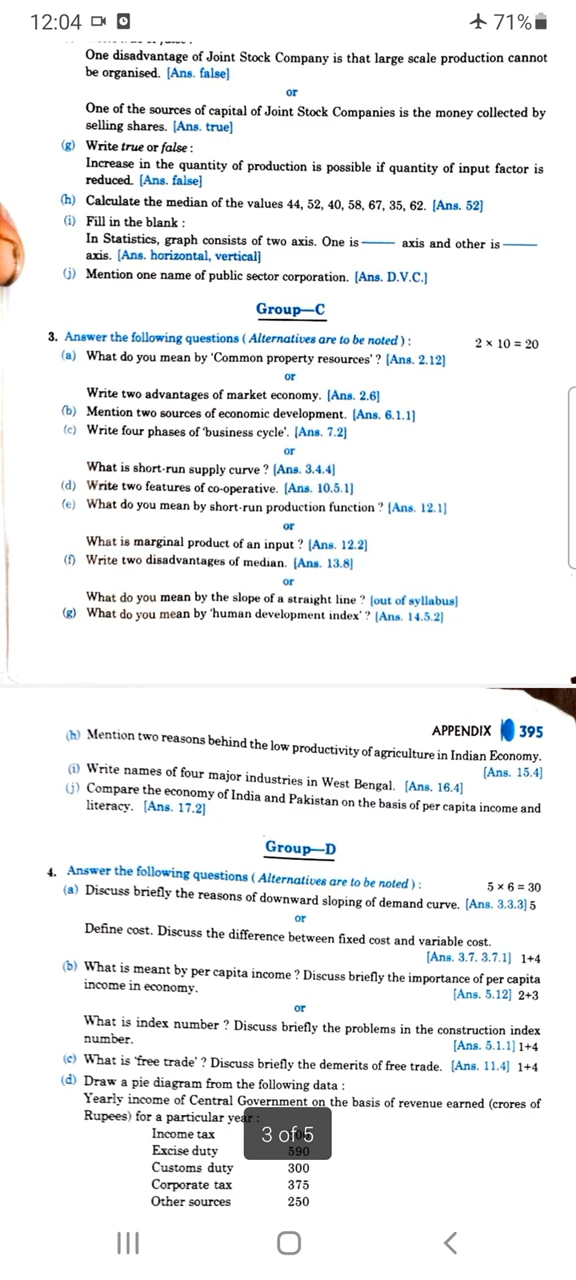 12:04
71%
One disadvantage of Joint Stock Company is that large scale production cannot
be organised. [Ans. false]
or
One of the sources of capital of Joint Stock Companies is the money collected by
selling shares. [Ans. true]
(g) Write true or false :
Increase in the quantity of production is possible if quantity of input factor is
reduced. [Ans. false]
(h) Calculate the median of the values 44, 52, 40, 58, 67, 35, 62. [Ans. 52]
(i) Fill in the blank :
In Statistics, graph consists of two axis. One is —— axis and other is ——
axis. [Ans. horizontal, vertical]
(j) Mention one name of public sector corporation. [Ans. D.V.C.]
Group—C
3. Answer the following questions ( Alternatives are to be noted ) : 2 × 10 = 20
(a) What do you mean by 'Common property resources' ? [Ans. 2.12]
or
Write two advantages of market economy. [Ans. 2.6]
(b) Mention two sources of economic development. [Ans. 6.1.1]
(c) Write four phases of 'business cycle'. [Ans. 7.2]
or
What is short-run supply curve ? [Ans. 3.4.4]
(d) Write two features of co-operative. [Ans. 10.5.1]
(e) What do you mean by short-run production function ? [Ans. 12.1]
or
What is marginal product of an input ? [Ans. 12.2]
(f) Write two disadvantages of median. [Ans. 13.8]
or
What do you mean by the slope of a straight line ? [out of syllabus]
(g) What do you mean by 'human development index' ? [Ans. 14.5.2]
APPENDIX 395
(h) Mention two reasons behind the low productivity of agriculture in Indian Economy.
[Ans. 15.4]
(i) Write names of four major industries in West Bengal. [Ans. 16.4]
(j) Compare the economy of India and Pakistan on the basis of per capita income and
literacy. [Ans. 17.2]
Group—D
4. Answer the following questions ( Alternatives are to be noted ) : 5 × 6 = 30
(a) Discuss briefly the reasons of downward sloping of demand curve. [Ans. 3.3.3] 5
or
Define cost. Discuss the difference between fixed cost and variable cost.
[Ans. 3.7. 3.7.1] 1+4
(b) What is meant by per capita income ? Discuss briefly the importance of per capita
income in economy. [Ans. 5.12] 2+3
or
What is index number ? Discuss briefly the problems in the construction index
number. [Ans. 5.1.1] 1+4
(c) What is 'free trade' ? Discuss briefly the demerits of free trade. [Ans. 11.4] 1+4
(d) Draw a pie diagram from the following data :
Yearly income of Central Government on the basis of revenue earned (crores of
Rupees) for a particular year :
Income tax
3 of 5
Excise duty 590
Customs duty 300
Corporate tax 375
Other sources 250